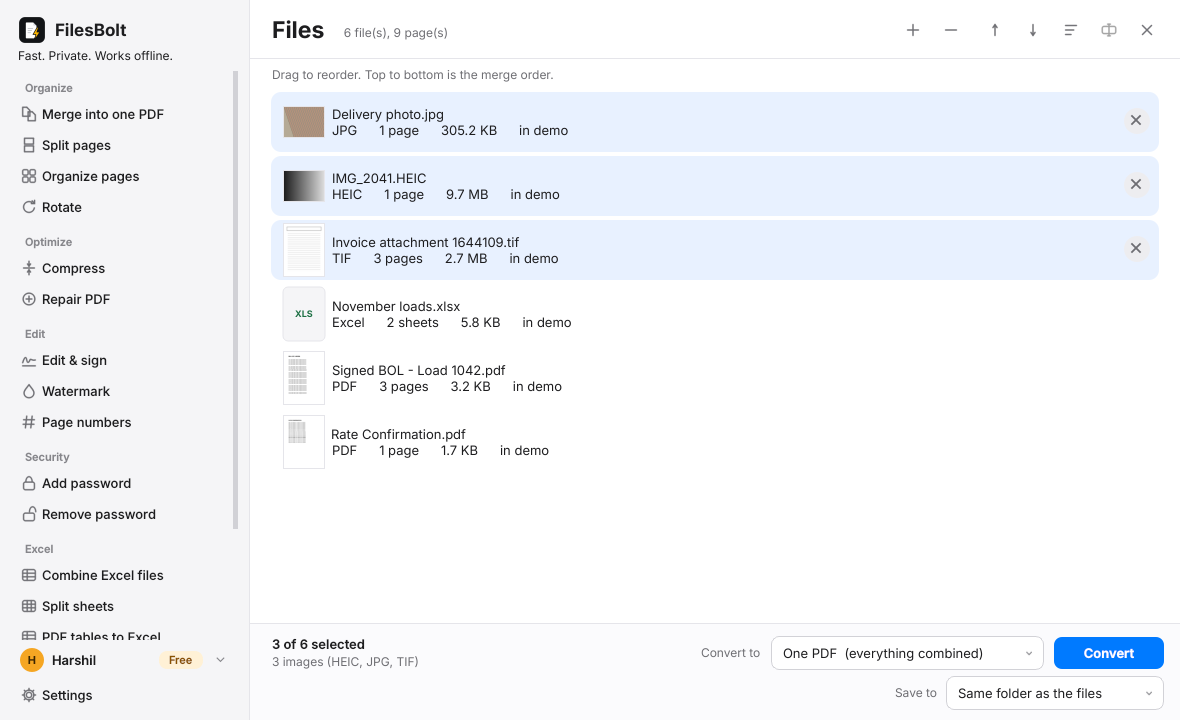 FilesBolt
Fast. Private. Works offline.
Organize
Merge into one PDF
Split pages
Organize pages
Rotate
Optimize
Compress
Repair PDF
Edit
Edit & sign
Watermark
Page numbers
Security
Add password
Remove password
Excel
Combine Excel files
Split sheets
PDF tables to Excel
H Harshil Free
Settings
Files 6 file(s), 9 page(s)
Drag to reorder. Top to bottom is the merge order.
Delivery photo.jpg
JPG 1 page 305.2 KB in demo
IMG_2041.HEIC
HEIC 1 page 9.7 MB in demo
Invoice attachment 1644109.tif
TIF 3 pages 2.7 MB in demo
XLS
November loads.xlsx
Excel 2 sheets 5.8 KB in demo
Signed BOL - Load 1042.pdf
PDF 3 pages 3.2 KB in demo
Rate Confirmation.pdf
PDF 1 page 1.7 KB in demo
3 of 6 selected
3 images (HEIC, JPG, TIF)
Convert to One PDF (everything combined) Convert
Save to Same folder as the files